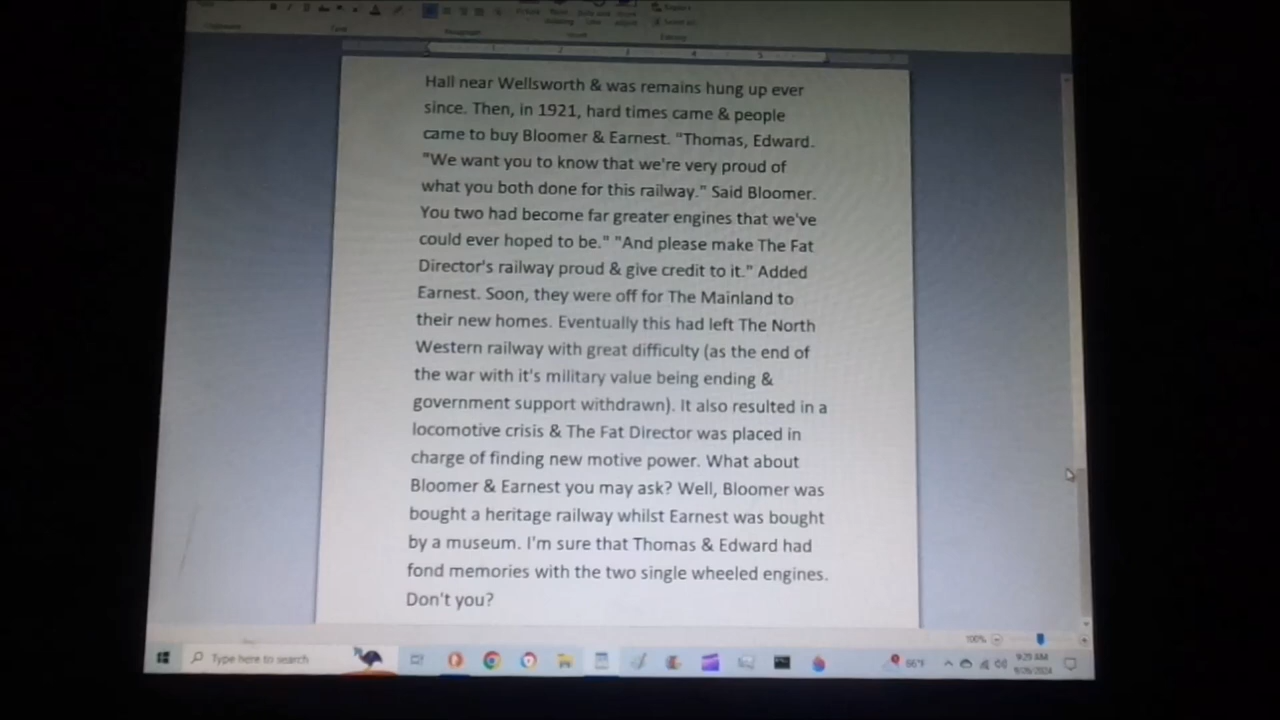 Hall near Wellsworth & was remains hung up ever
since. Then, in 1921, hard times came & people
came to buy Bloomer & Earnest. "Thomas, Edward.
"We want you to know that we're very proud of
what you both done for this railway." Said Bloomer.
You two had become far greater engines that we've
could ever hoped to be." "And please make The Fat
Director's railway proud & give credit to it." Added
Earnest. Soon, they were off for The Mainland to
their new homes. Eventually this had left The North
Western railway with great difficulty (as the end of
the war with it's military value being ending &
government support withdrawn). It also resulted in a
locomotive crisis & The Fat Director was placed in
charge of finding new motive power. What about
Bloomer & Earnest you may ask? Well, Bloomer was
bought a heritage railway whilst Earnest was bought
by a museum. I'm sure that Thomas & Edward had
fond memories with the two single wheeled engines.
Don't you?
100%
Type here to search
66°F
9:29 AM
9/26/2024